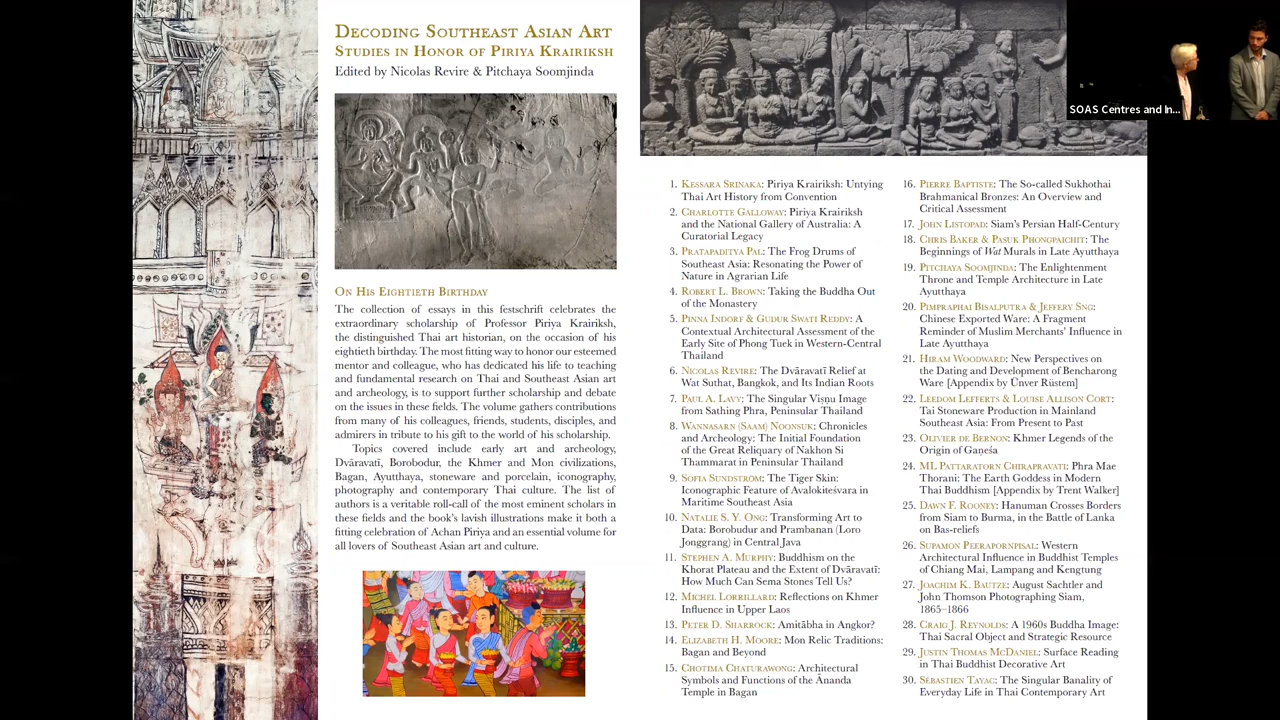 DECODING SOUTHEAST ASIAN ART
STUDIES IN HONOR OF PIRIYA KRAIRIKSH
Edited by Nicolas Revire & Pitchaya Soomjinda
ON HIS EIGHTIETH BIRTHDAY
The collection of essays in this festschrift celebrates the
extraordinary scholarship of Professor Piriya Krairiksh,
the distinguished Thai art historian, on the occasion of his
eightieth birthday. The most fitting way to honor our esteemed
mentor and colleague, who has dedicated his life to teaching
and fundamental research on Thai and Southeast Asian art
and archeology, is to support further scholarship and debate
on the issues in these fields. The volume gathers contributions
from many of his colleagues, friends, students, disciples, and
admirers in tribute to his gift to the world of his scholarship.
Topics covered include early art and archeology,
Dvāravatī, Borobodur, the Khmer and Mon civilizations,
Bagan, Ayutthaya, stoneware and porcelain, iconography,
photography and contemporary Thai culture. The list of
authors is a veritable roll-call of the most eminent scholars in
these fields and the book's lavish illustrations make it both a
fitting celebration of Achan Piriya and an essential volume for
all lovers of Southeast Asian art and culture.
1. KESSARA SRINAKA: Piriya Krairiksh: Untying
Thai Art History from Convention
2. CHARLOTTE GALLOWAY: Piriya Krairiksh
and the National Gallery of Australia: A
Curatorial Legacy
3. PRATAPADITYA PAL: The Frog Drums of
Southeast Asia: Resonating the Power of
Nature in Agrarian Life
4. ROBERT L. BROWN: Taking the Buddha Out
of the Monastery
5. PINNA INDORF & GUDUR SWATI REDDY: A
Contextual Architectural Assessment of the
Early Site of Phong Tuek in Western-Central
Thailand
6. NICOLAS REVIRE: The Dvāravatī Relief at
Wat Suthat, Bangkok, and Its Indian Roots
7. PAUL A. LAVY: The Singular Viṣṇu Image
from Sathing Phra, Peninsular Thailand
8. WANNASARN (SAAM) NOONSUK: Chronicles
and Archeology: The Initial Foundation
of the Great Reliquary of Nakhon Si
Thammarat in Peninsular Thailand
9. SOFIA SUNDSTRÖM: The Tiger Skin:
Iconographic Feature of Avalokiteśvara in
Maritime Southeast Asia
10. NATALIE S. Y. ONG: Transforming Art to
Data: Borobudur and Prambanan (Loro
Jonggrang) in Central Java
11. STEPHEN A. MURPHY: Buddhism on the
Khorat Plateau and the Extent of Dvāravatī:
How Much Can Sema Stones Tell Us?
12. MICHEL LORRILLARD: Reflections on Khmer
Influence in Upper Laos
13. PETER D. SHARROCK: Amitābha in Angkor?
14. ELIZABETH H. MOORE: Mon Relic Traditions:
Bagan and Beyond
15. CHOTIMA CHATURAWONG: Architectural
Symbols and Functions of the Ānanda
Temple in Bagan
16. PIERRE BAPTISTE: The So-called Sukhothai
Brahmanical Bronzes: An Overview and
Critical Assessment
17. JOHN LISTOPAD: Siam's Persian Half-Century
18. CHRIS BAKER & PASUK PHONGPAICHIT: The
Beginnings of Wat Murals in Late Ayutthaya
19. PITCHAYA SOOMJINDA: The Enlightenment
Throne and Temple Architecture in Late
Ayutthaya
20. PIMPRAPHAI BISALPUTRA & JEFFERY SNG:
Chinese Exported Ware: A Fragment
Reminder of Muslim Merchants' Influence in
Late Ayutthaya
21. HIRAM WOODWARD: New Perspectives on
the Dating and Development of Bencharong
Ware [Appendix by Ünver Rüstem]
22. LEEDOM LEFFERTS & LOUISE ALLISON CORT:
Tai Stoneware Production in Mainland
Southeast Asia: From Present to Past
23. OLIVIER DE BERNON: Khmer Legends of the
Origin of Gaṇeśa
24. ML PATTARATORN CHIRAPRAVATI: Phra Mae
Thorani: The Earth Goddess in Modern
Thai Buddhism [Appendix by Trent Walker]
25. DAWN F. ROONEY: Hanuman Crosses Borders
from Siam to Burma, in the Battle of Lanka
on Bas-reliefs
26. SUPAMON PEERAPORNPISAL: Western
Architectural Influence in Buddhist Temples
of Chiang Mai, Lampang and Kengtung
27. JOACHIM K. BAUTZE: August Sachtler and
John Thomson Photographing Siam,
1865–1866
28. CRAIG J. REYNOLDS: A 1960s Buddha Image:
Thai Sacral Object and Strategic Resource
29. JUSTIN THOMAS MCDANIEL: Surface Reading
in Thai Buddhist Decorative Art
30. SÉBASTIEN TAYAC: The Singular Banality of
Everyday Life in Thai Contemporary Art
SOAS Centres and In...